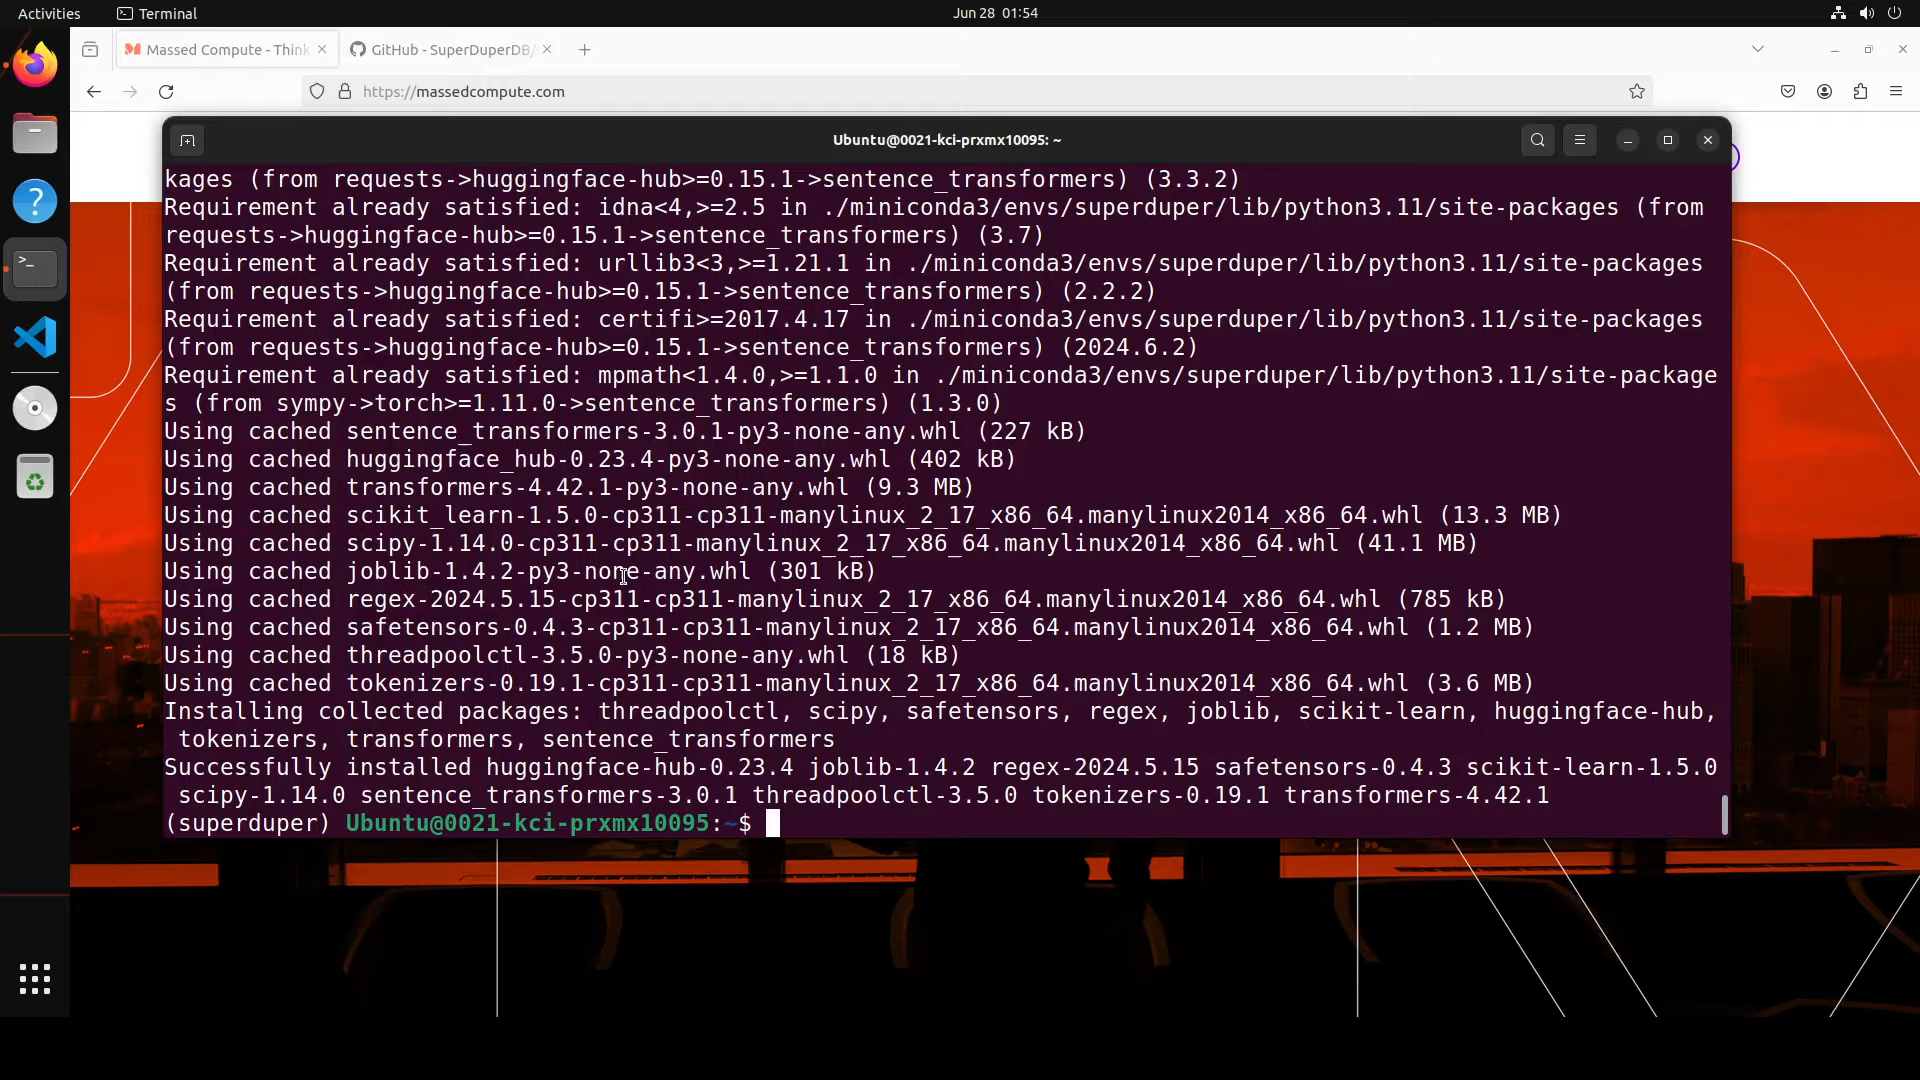 Activities
Terminal
Jun 28 01:54
Massed Compute - Think
GitHub - SuperDuperDB/
https://massedcompute.com
Ubuntu@0021-kci-prxmx10095: ~
kages (from requests->huggingface-hub>=0.15.1->sentence_transformers) (3.3.2)
Requirement already satisfied: idna<4,>=2.5 in ./miniconda3/envs/superduper/lib/python3.11/site-packages (from
requests->huggingface-hub>=0.15.1->sentence_transformers) (3.7)
Requirement already satisfied: urllib3<3,>=1.21.1 in ./miniconda3/envs/superduper/lib/python3.11/site-packages
(from requests->huggingface-hub>=0.15.1->sentence_transformers) (2.2.2)
Requirement already satisfied: certifi>=2017.4.17 in ./miniconda3/envs/superduper/lib/python3.11/site-packages
(from requests->huggingface-hub>=0.15.1->sentence_transformers) (2024.6.2)
Requirement already satisfied: mpmath<1.4.0,>=1.1.0 in ./miniconda3/envs/superduper/lib/python3.11/site-package
s (from sympy->torch>=1.11.0->sentence_transformers) (1.3.0)
Using cached sentence_transformers-3.0.1-py3-none-any.whl (227 kB)
Using cached huggingface_hub-0.23.4-py3-none-any.whl (402 kB)
Using cached transformers-4.42.1-py3-none-any.whl (9.3 MB)
Using cached scikit_learn-1.5.0-cp311-cp311-manylinux_2_17_x86_64.manylinux2014_x86_64.whl (13.3 MB)
Using cached scipy-1.14.0-cp311-cp311-manylinux_2_17_x86_64.manylinux2014_x86_64.whl (41.1 MB)
Using cached joblib-1.4.2-py3-none-any.whl (301 kB)
Using cached regex-2024.5.15-cp311-cp311-manylinux_2_17_x86_64.manylinux2014_x86_64.whl (785 kB)
Using cached safetensors-0.4.3-cp311-cp311-manylinux_2_17_x86_64.manylinux2014_x86_64.whl (1.2 MB)
Using cached threadpoolctl-3.5.0-py3-none-any.whl (18 kB)
Using cached tokenizers-0.19.1-cp311-cp311-manylinux_2_17_x86_64.manylinux2014_x86_64.whl (3.6 MB)
Installing collected packages: threadpoolctl, scipy, safetensors, regex, joblib, scikit-learn, huggingface-hub,
tokenizers, transformers, sentence_transformers
Successfully installed huggingface-hub-0.23.4 joblib-1.4.2 regex-2024.5.15 safetensors-0.4.3 scikit-learn-1.5.0
scipy-1.14.0 sentence_transformers-3.0.1 threadpoolctl-3.5.0 tokenizers-0.19.1 transformers-4.42.1
(superduper) Ubuntu@0021-kci-prxmx10095:~$